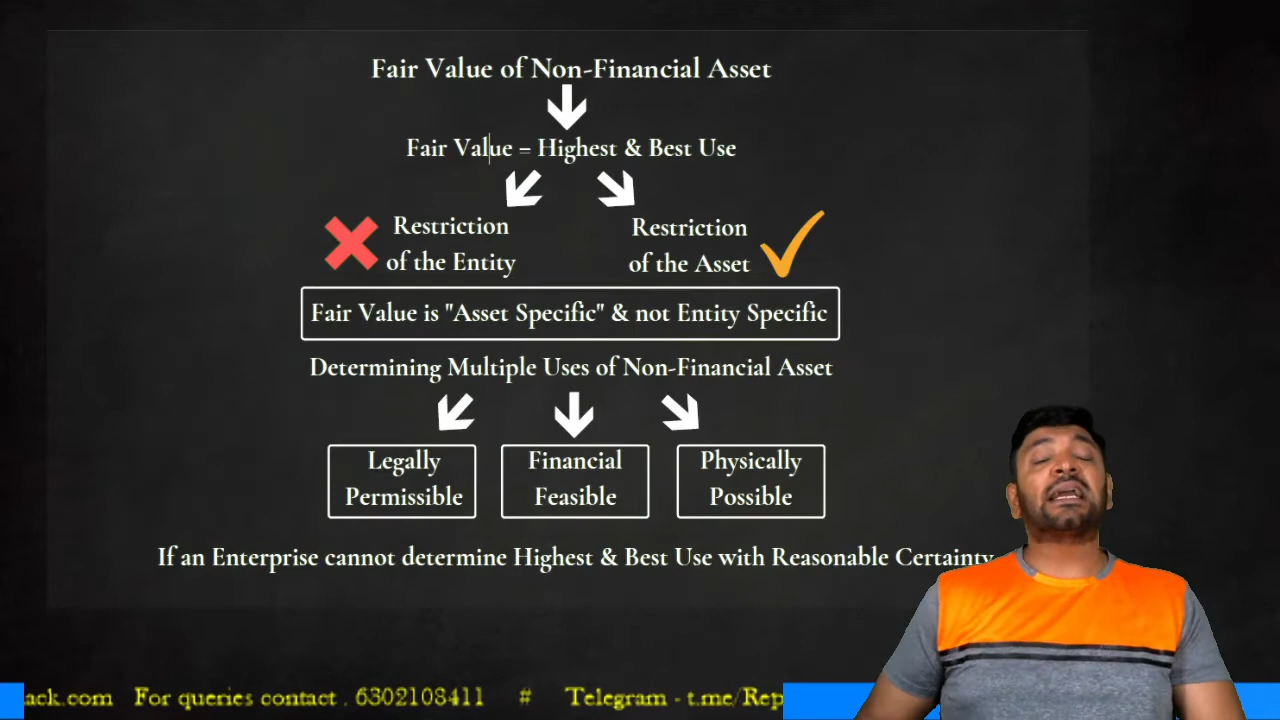 Fair Value of Non-Financial Asset
Fair Value = Highest & Best Use
Restriction
of the Entity
Restriction
of the Asset
Fair Value is "Asset Specific" & not Entity Specific
Determining Multiple Uses of Non-Financial Asset
Legally
Permissible
Financial
Feasible
Physically
Possible
If an Enterprise cannot determine Highest & Best Use with Reasonable Certainty
ack.com For queries contact . 6302108411 # Telegram - t.me/Rep